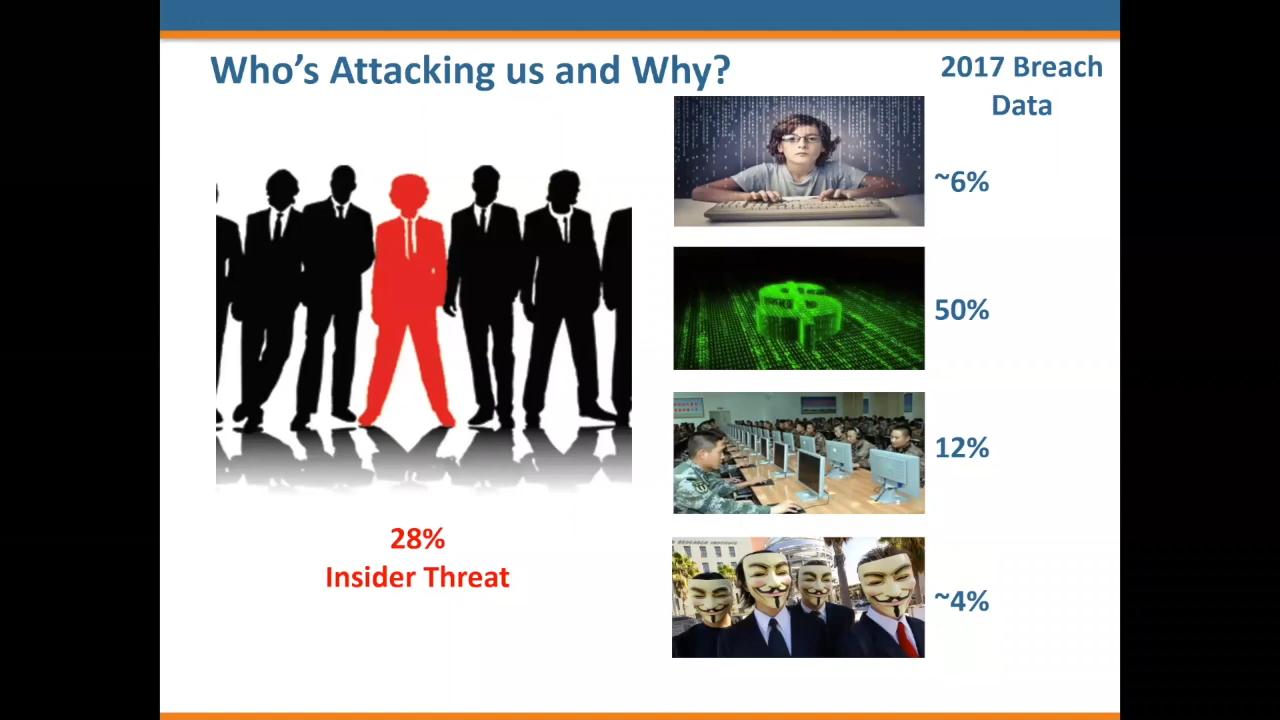 Who's Attacking us and Why?
2017 Breach
Data
~6%
50%
12%
~4%
28%
Insider Threat